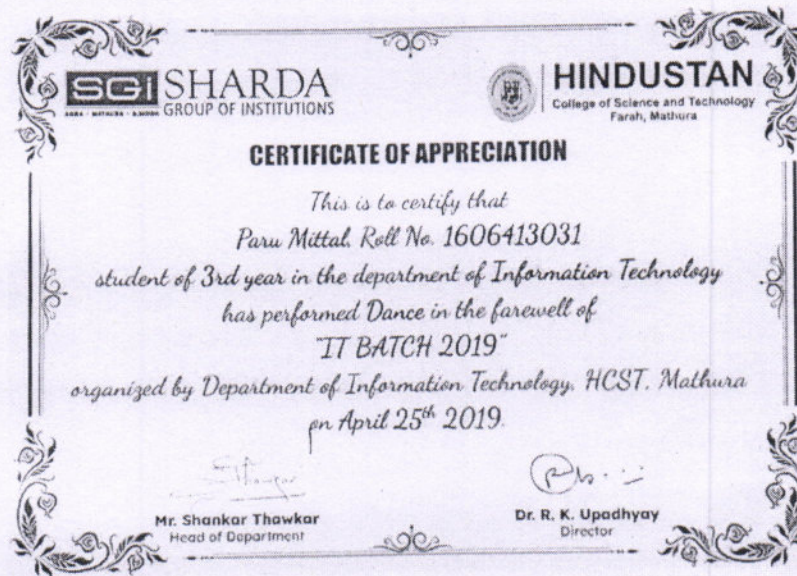 SGI SHARDA
GROUP OF INSTITUTIONS
HINDUSTAN
College of Science and Technology
Farah, Mathura
CERTIFICATE OF APPRECIATION
This is to certify that
Paru Mittal, Roll No. 1606413031
student of 3rd year in the department of Information Technology
has performed Dance in the farewell of
"IT BATCH 2019"
organized by Department of Information Technology, HCST, Mathura
on April 25th 2019.
Mr. Shankar Thawkar
Head of Department
Dr. R. K. Upadhyay
Director